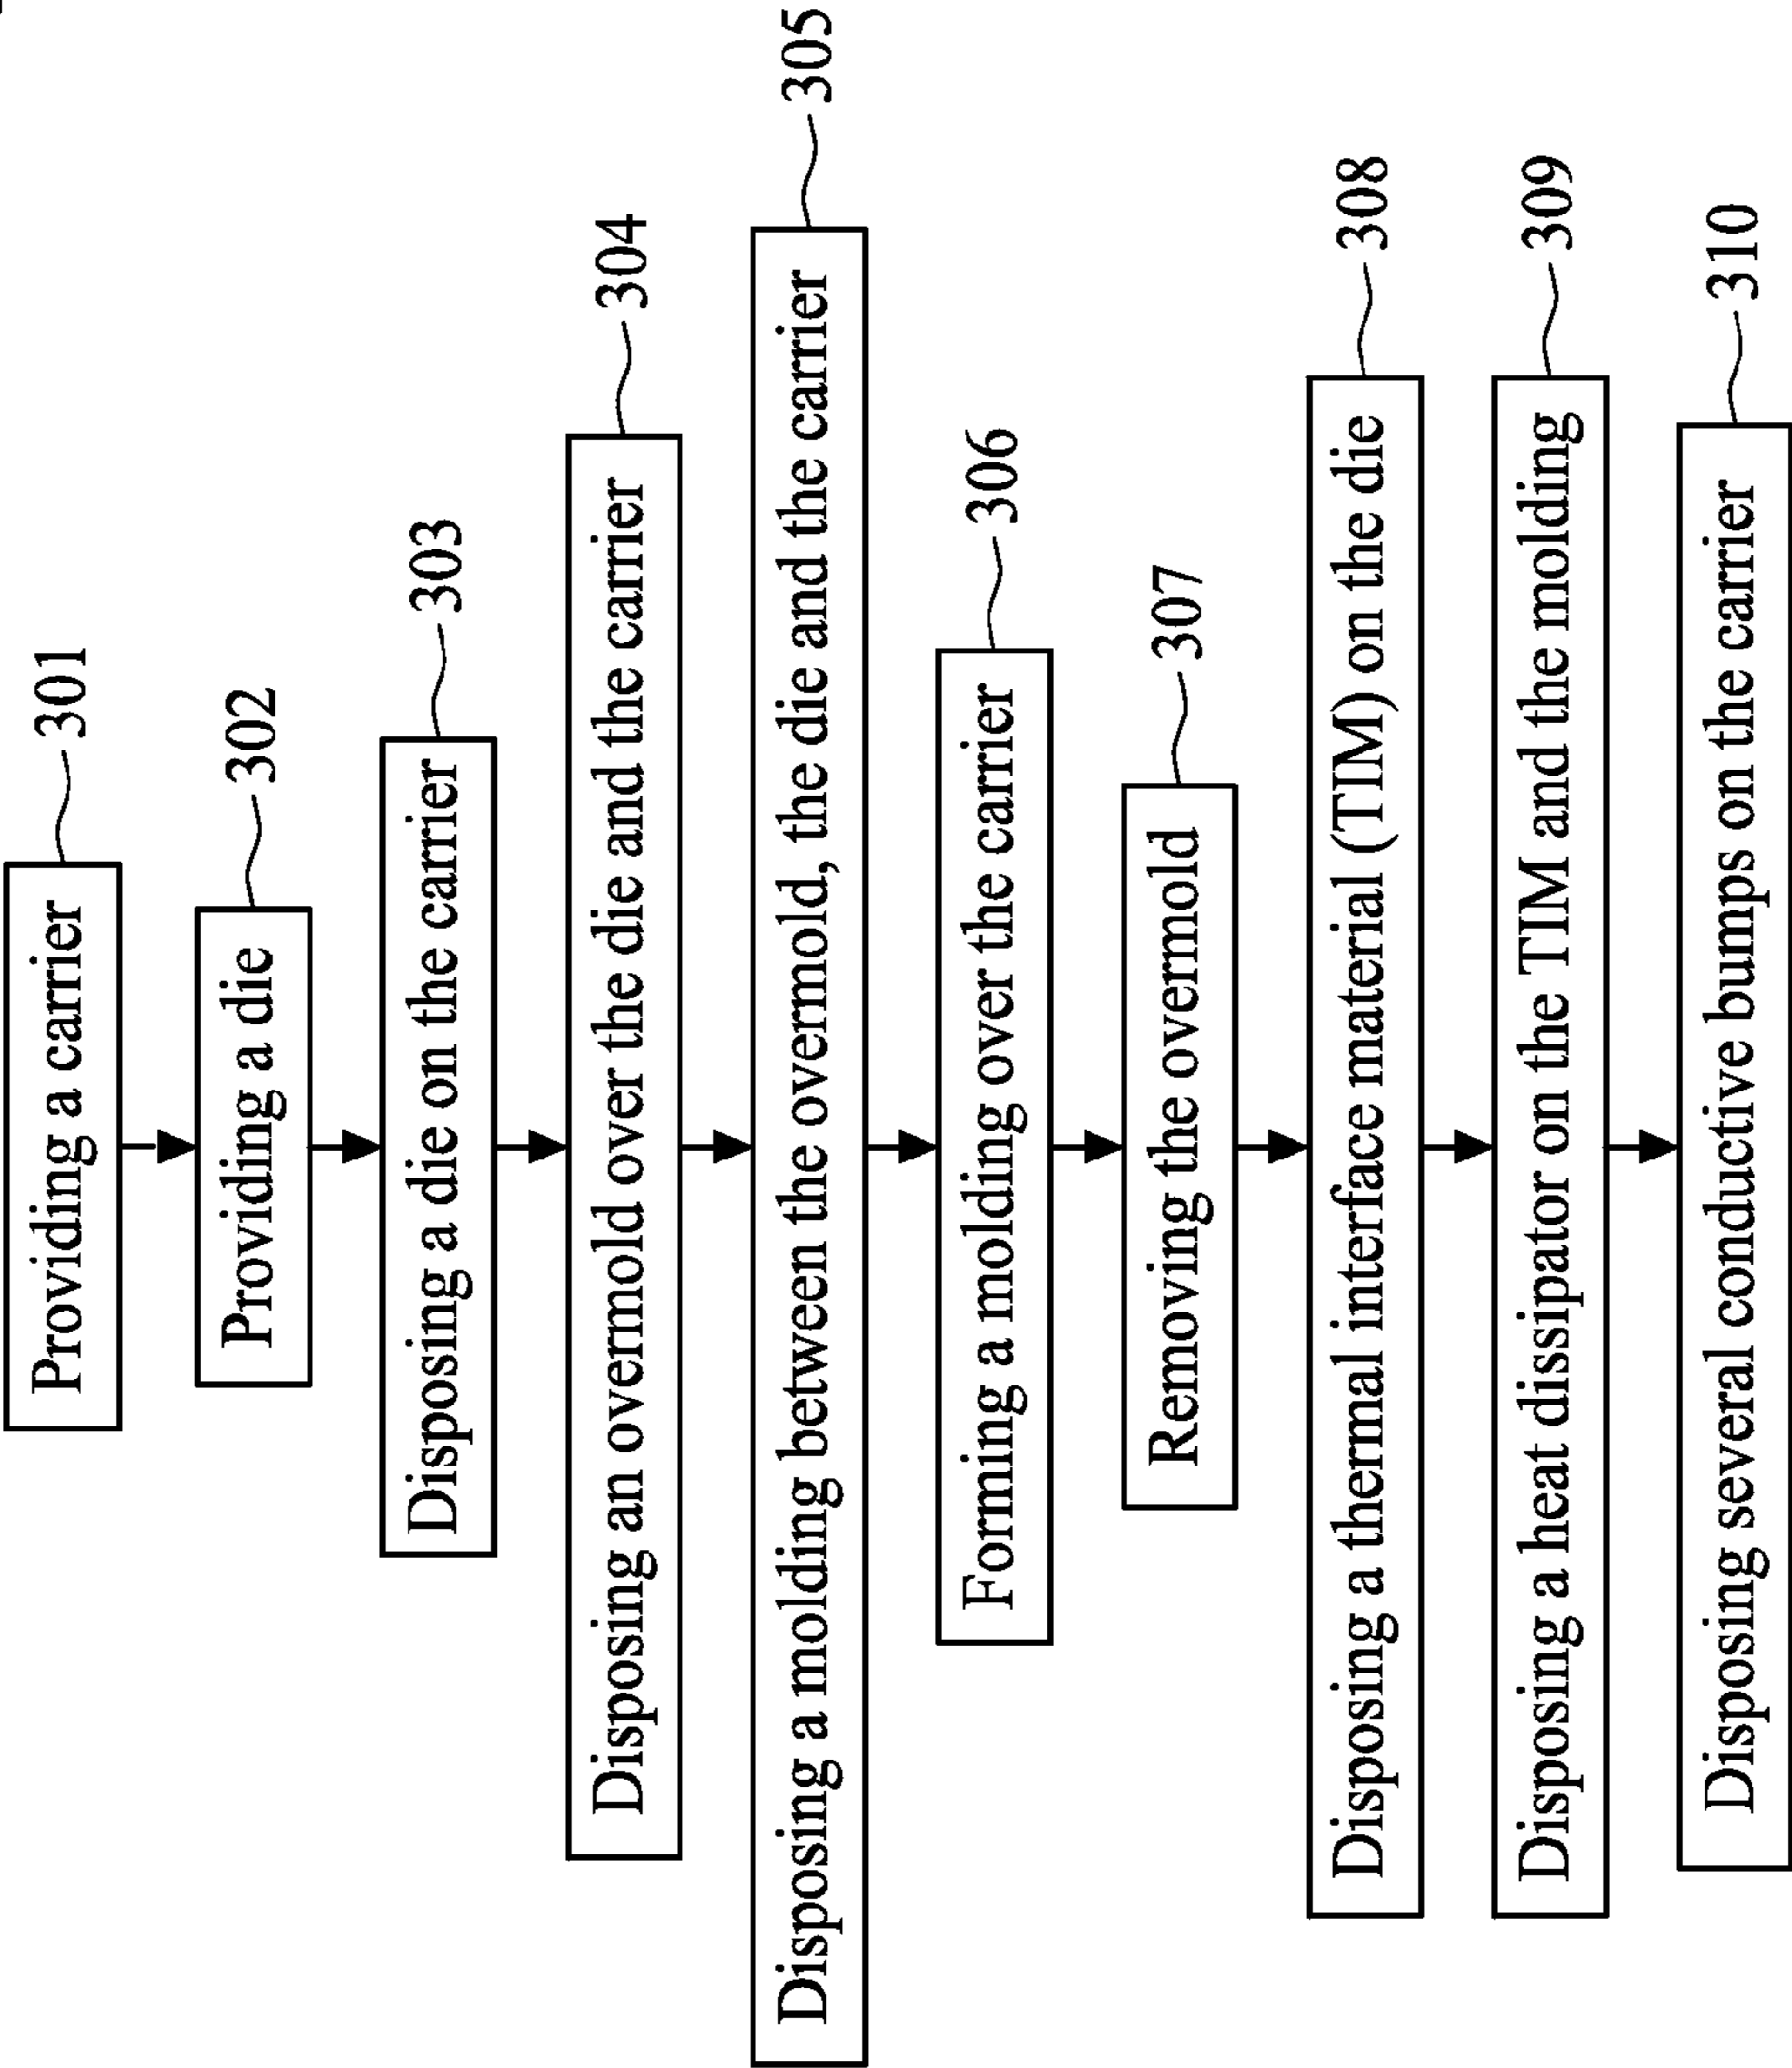 Providing a carrier
301
Providing a die
302
Disposing a die on the carrier
303
Disposing an overmold over the die and the carrier
304
Disposing a molding between the overmold, the die and the carrier
305
Forming a molding over the carrier
306
Removing the overmold
307
Disposing a thermal interface material (TIM) on the die
308
Disposing a heat dissipator on the TIM and the molding
309
Disposing several conductive bumps on the carrier
310